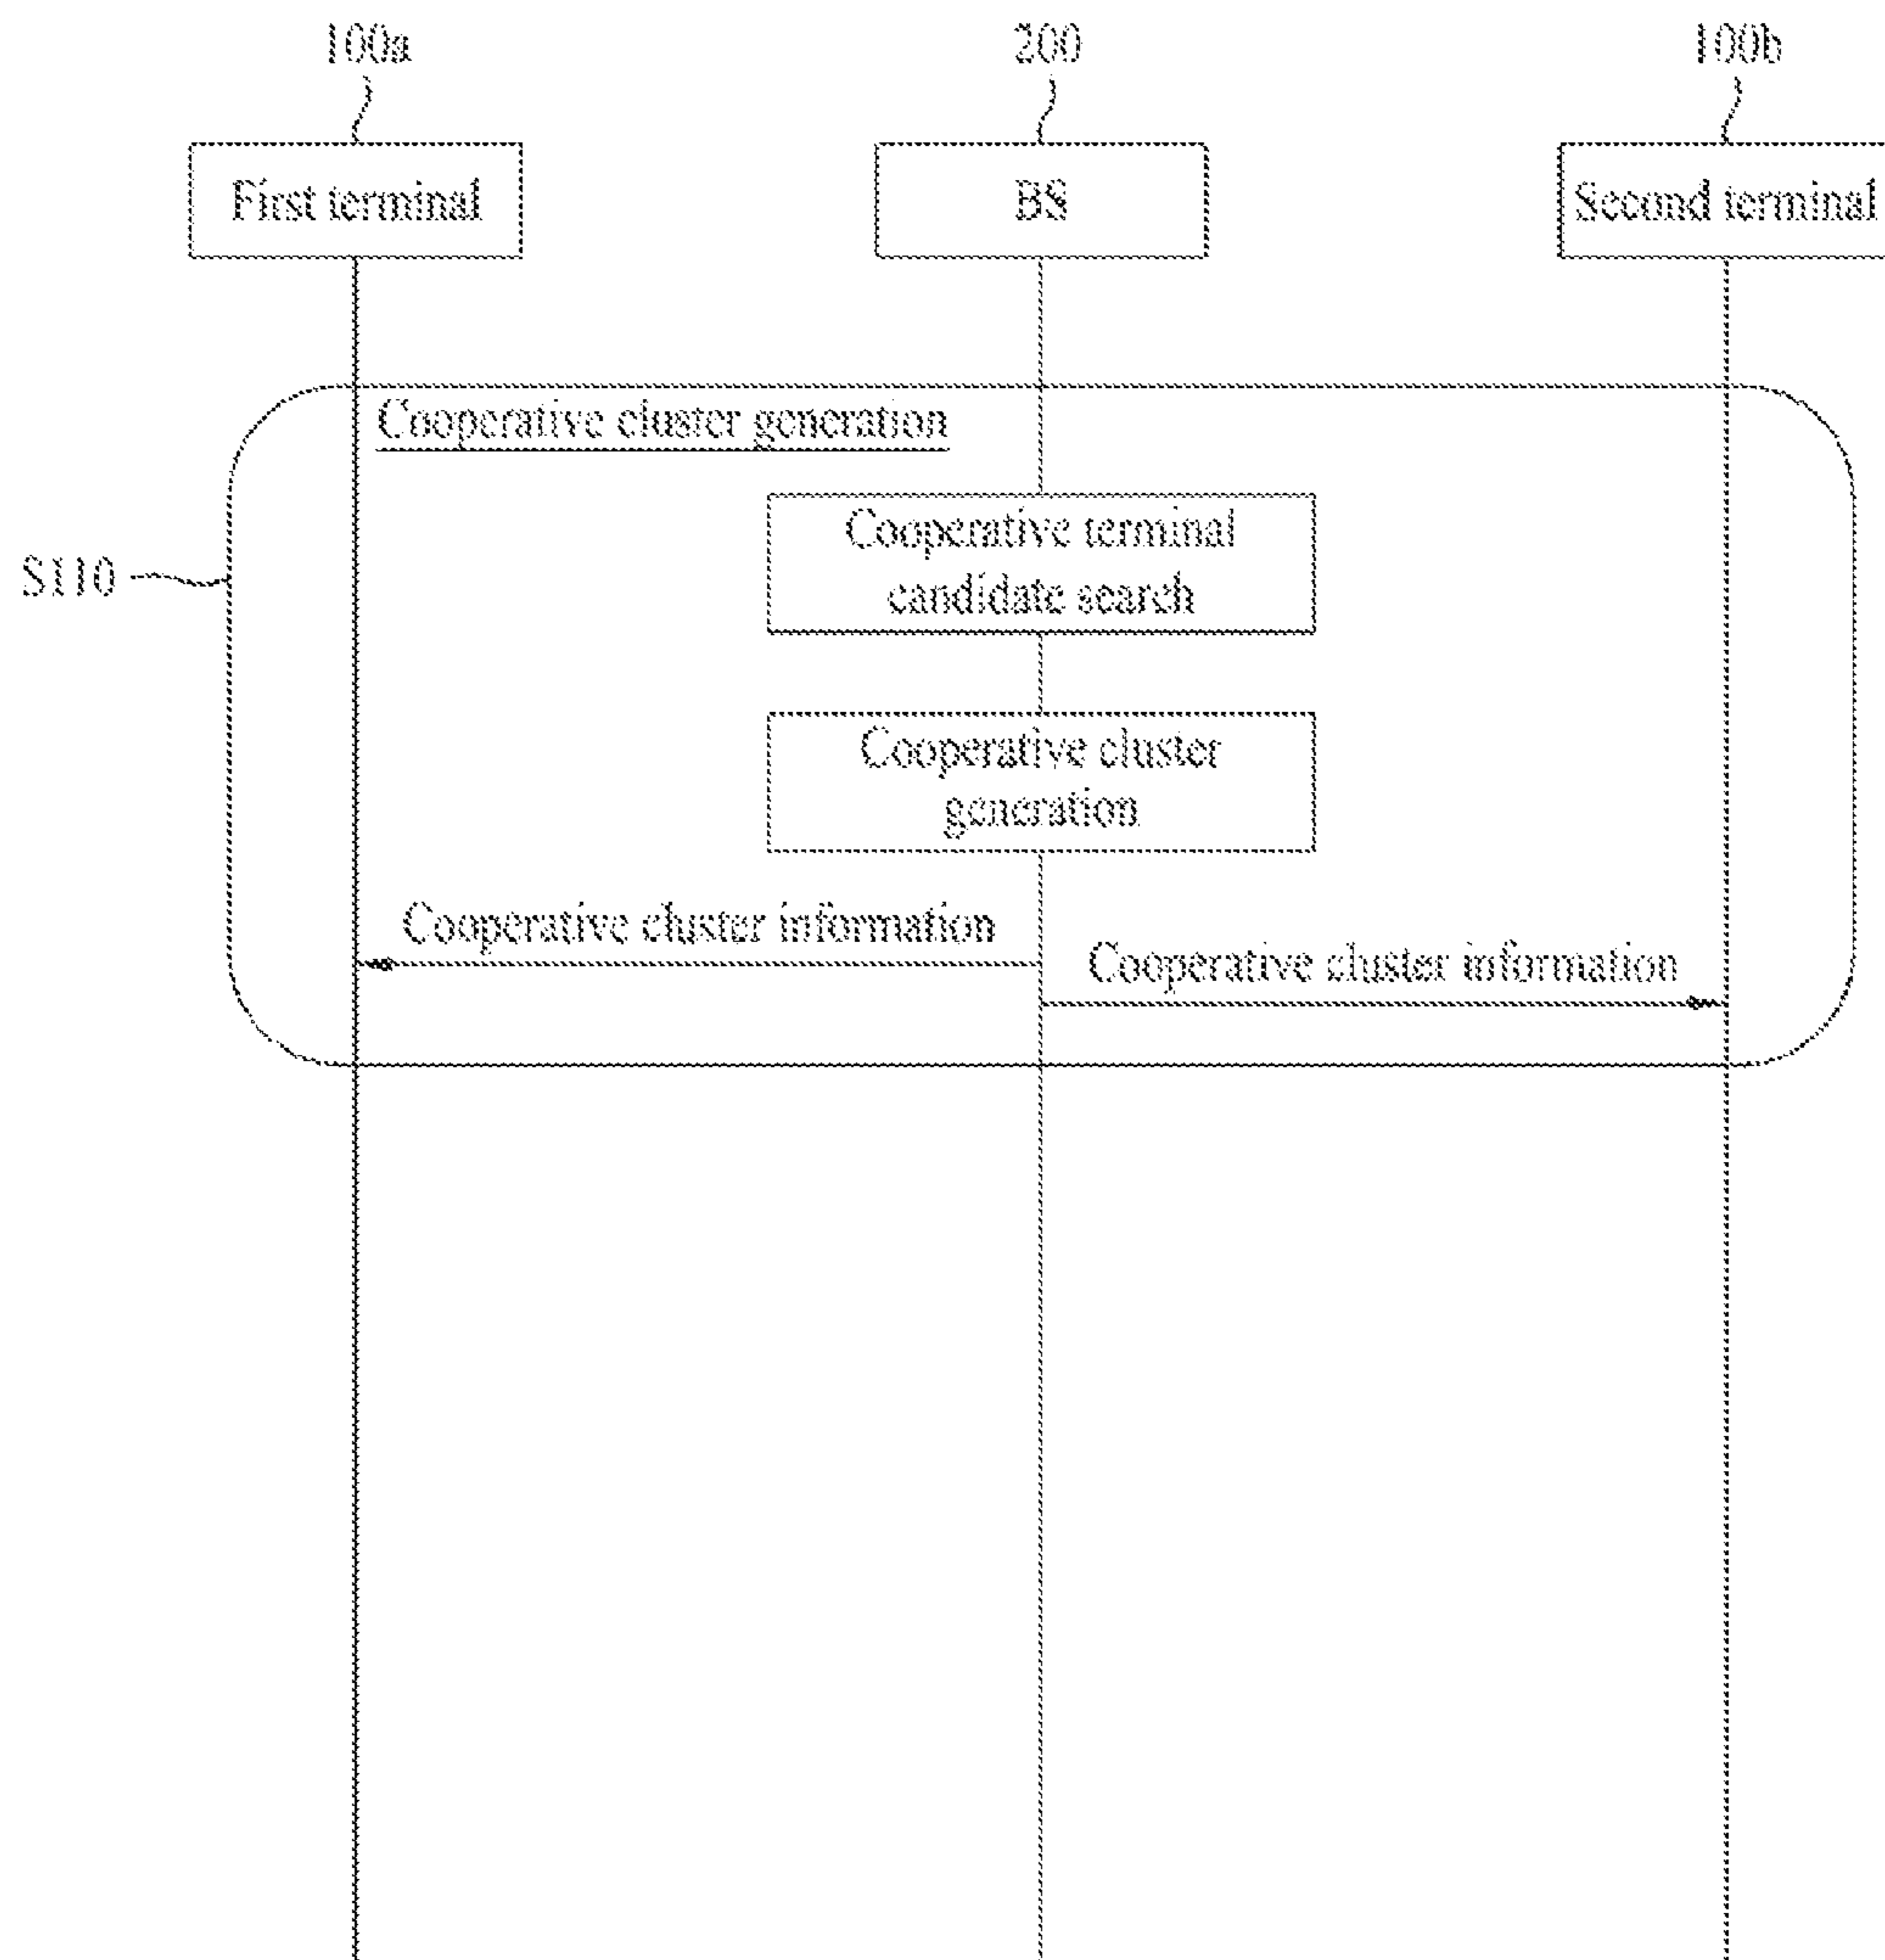 100a
200
100b
First terminal
BS
Second terminal
Cooperative cluster generation
Cooperative terminal
candidate search
S110
Cooperative cluster
generation
Cooperative cluster information
Cooperative cluster information